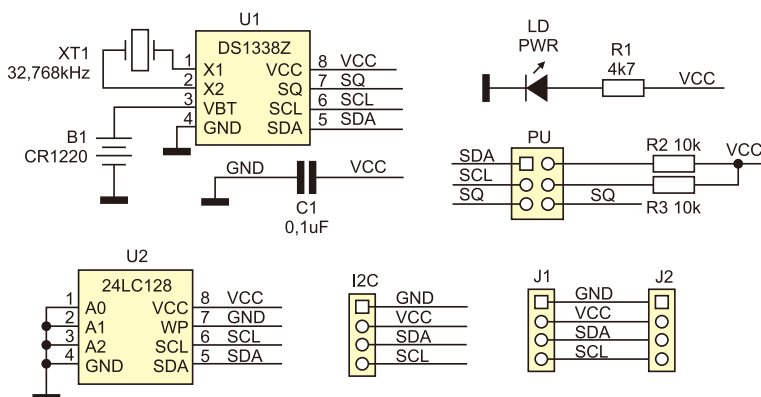 U1
DS1338Z
XT1
32,768kHz
1 X1
2 X2
3 VBT
4 GND
VCC 8 VCC
SQ 7 SQ
SCL 6 SCL
SDA 5 SDA
B1
CR1220
GND VCC
C1
0,1uF
LD
PWR
R1
4k7
VCC
PU
SDA
SCL
SQ
SQ
R2 10k
VCC
R3 10k
U2
24LC128
1 A0
2 A1
3 A2
4 GND
VCC 8 VCC
WP 7 GND
SCL 6 SCL
SDA 5 SDA
I2C
GND
VCC
SDA
SCL
J1 J2
GND
VCC
SDA
SCL